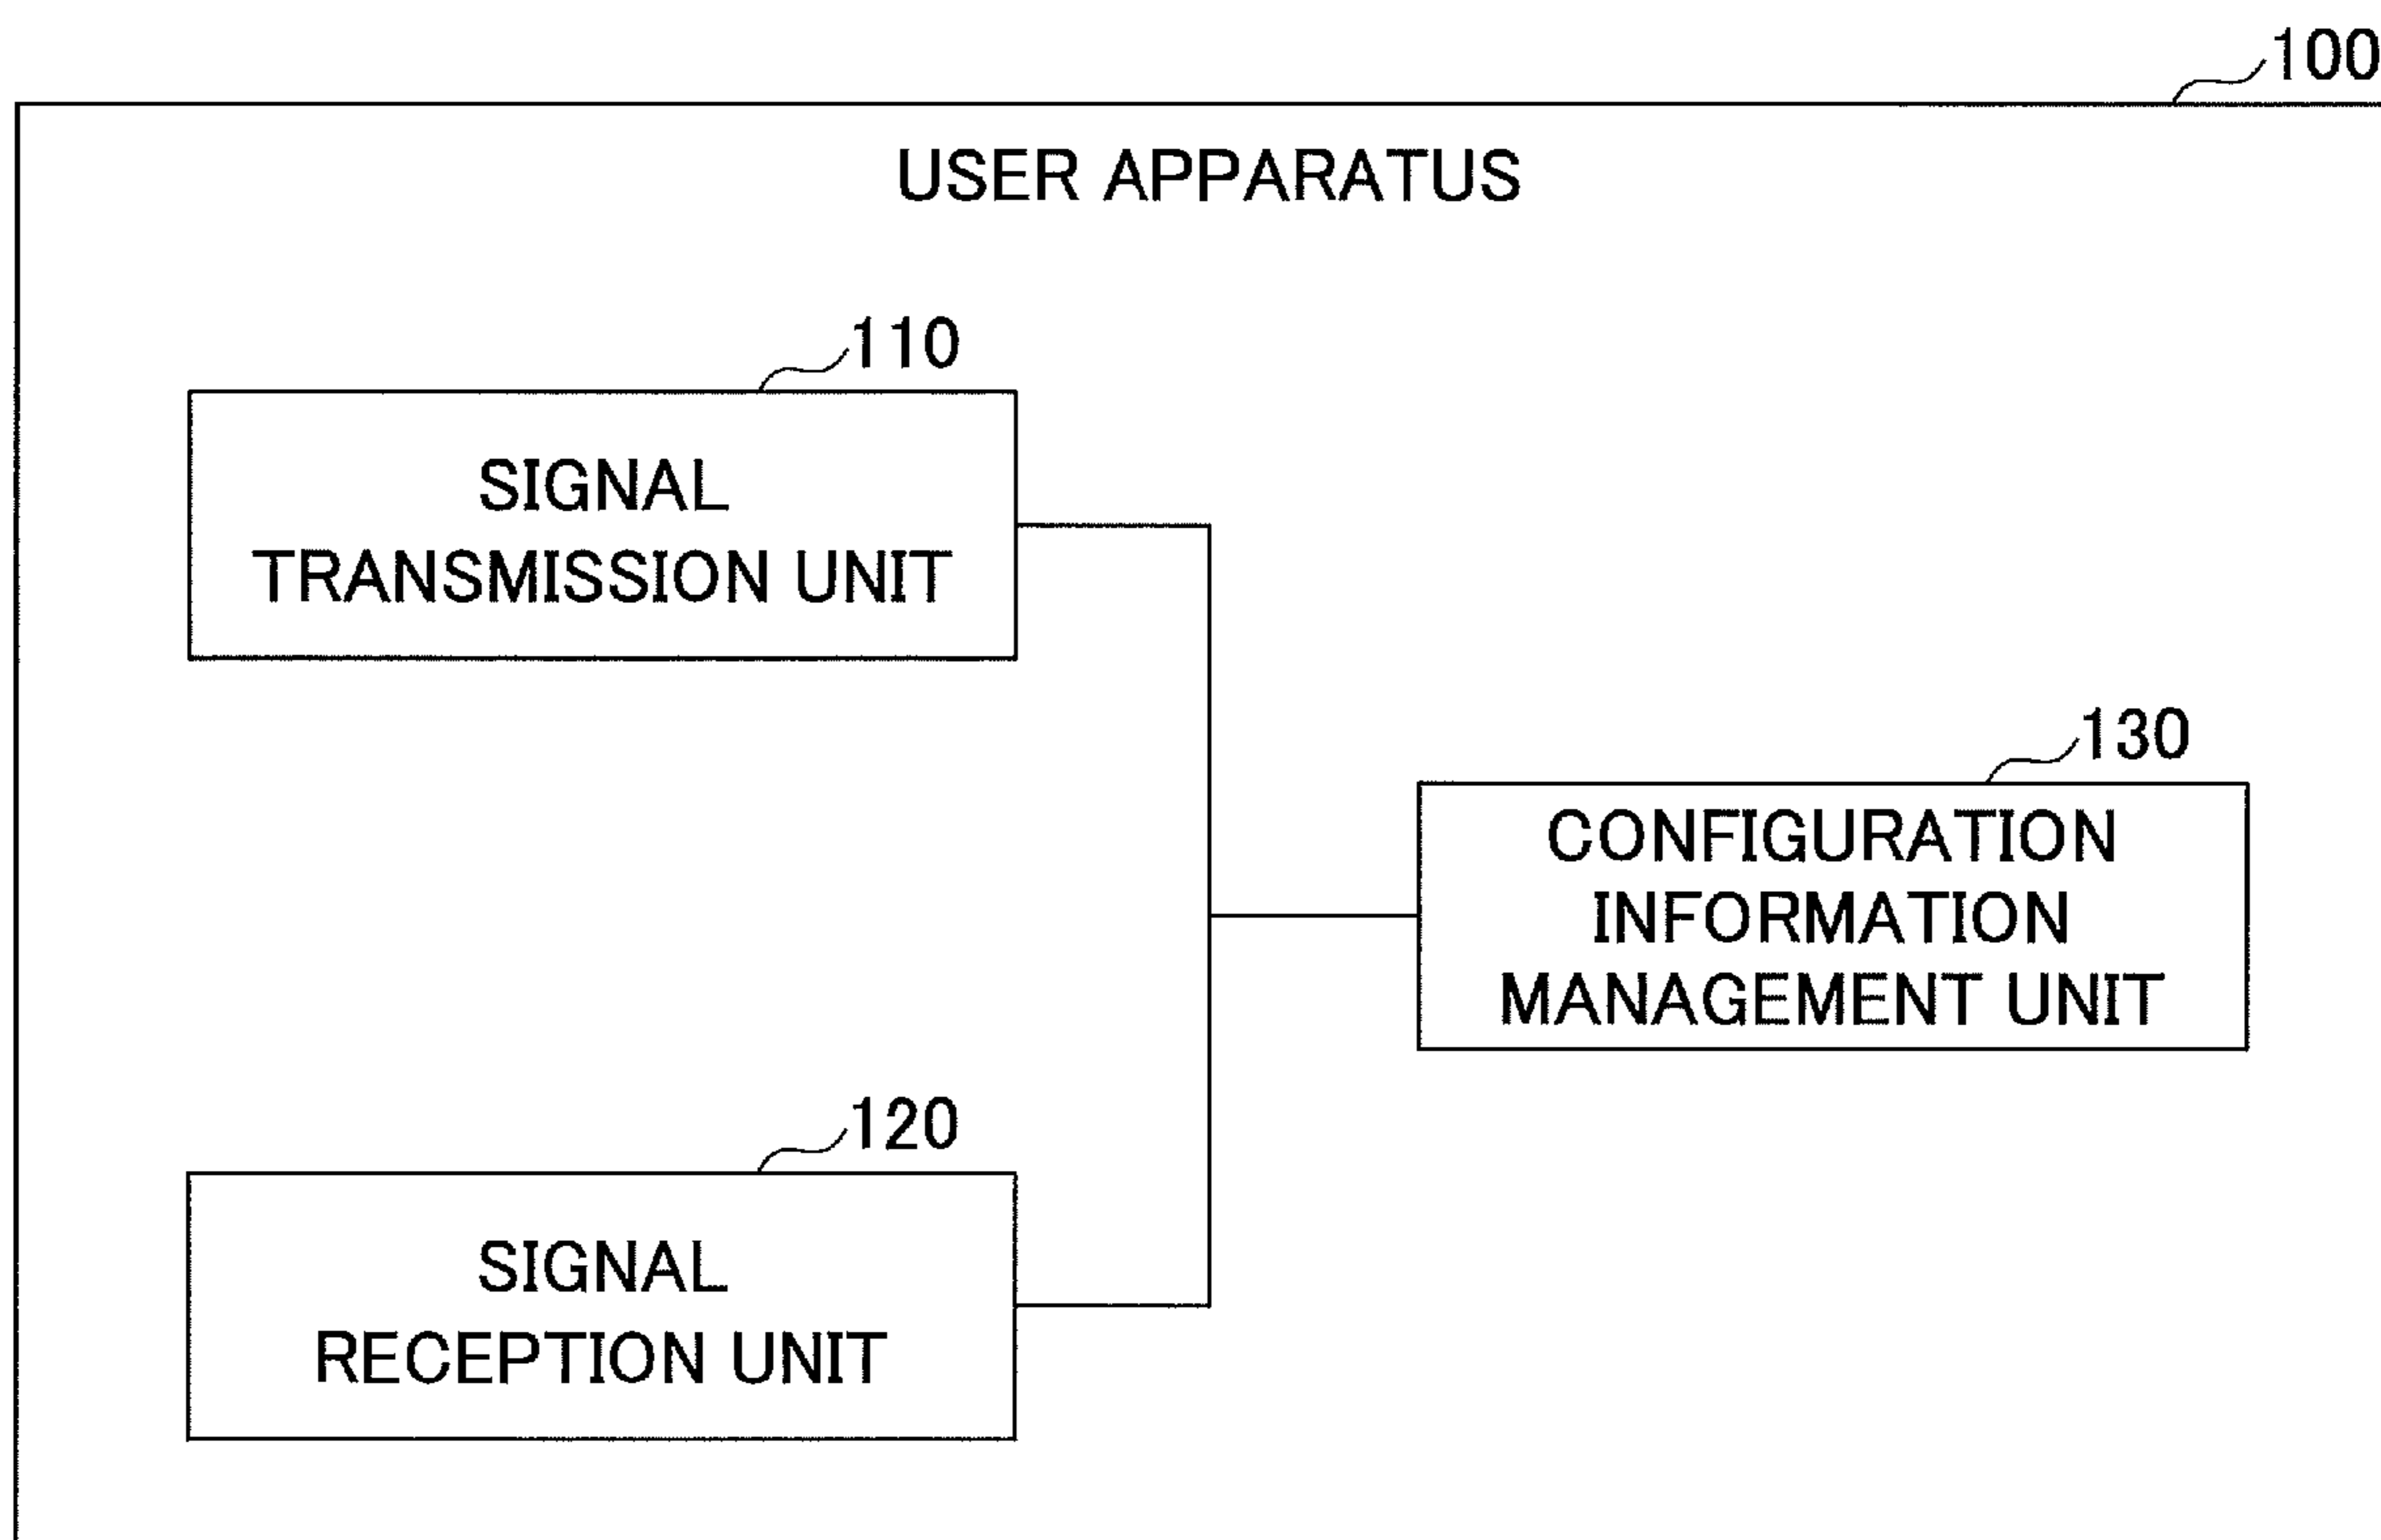 100
USER APPARATUS
110
SIGNAL
TRANSMISSION UNIT
130
CONFIGURATION
INFORMATION
MANAGEMENT UNIT
120
SIGNAL
RECEPTION UNIT